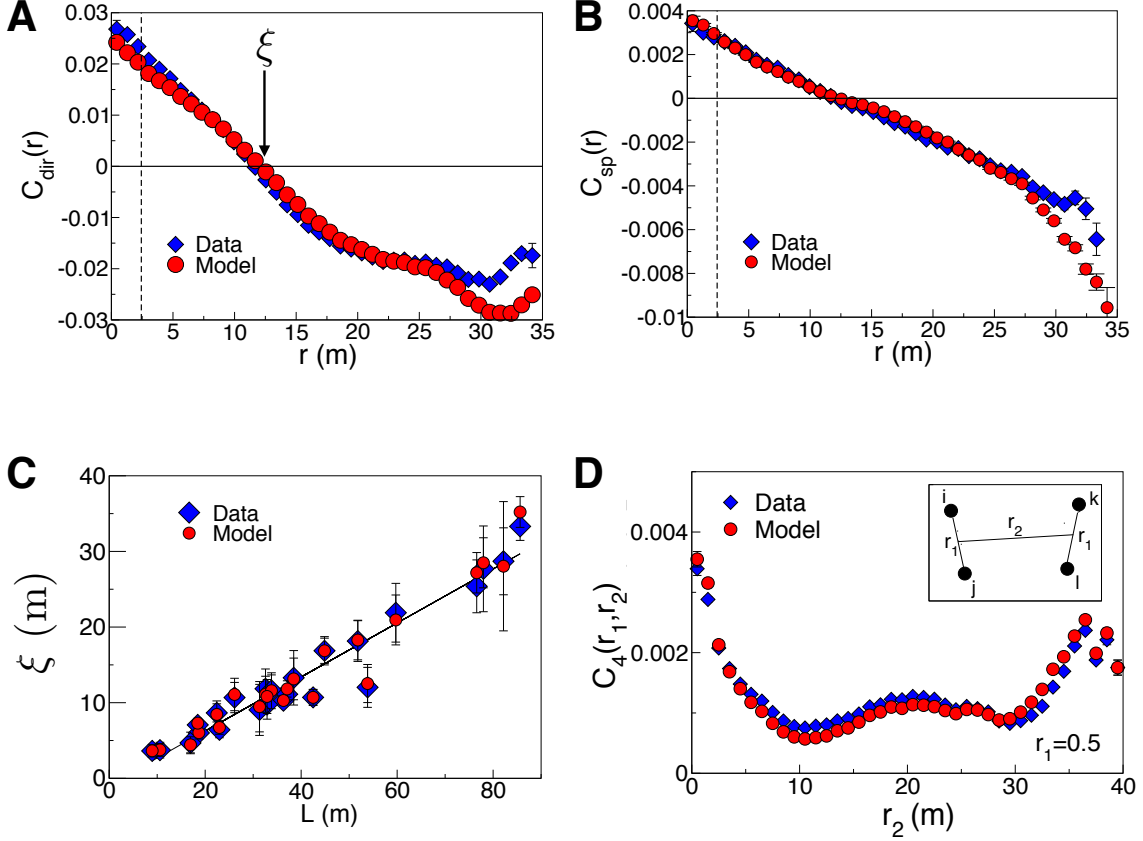 A
0.03
0.02
0.01
0
-0.01
-0.02
-0.03
C_dir(r)
ξ
Data
Model
0 5 10 15 20 25 30 35
r (m)
B
0.004
0.002
0
-0.002
-0.004
-0.006
-0.008
-0.01
C_sp(r)
Data
Model
0 5 10 15 20 25 30 35
r (m)
C
40
30
20
10
0
ξ (m)
Data
Model
0 20 40 60 80
L (m)
D
0.004
0.002
0
C_4(r_1,r_2)
Data
Model
i
k
r_2
r_1
r_1
j
l
r_1=0.5
0 10 20 30 40
r_2 (m)